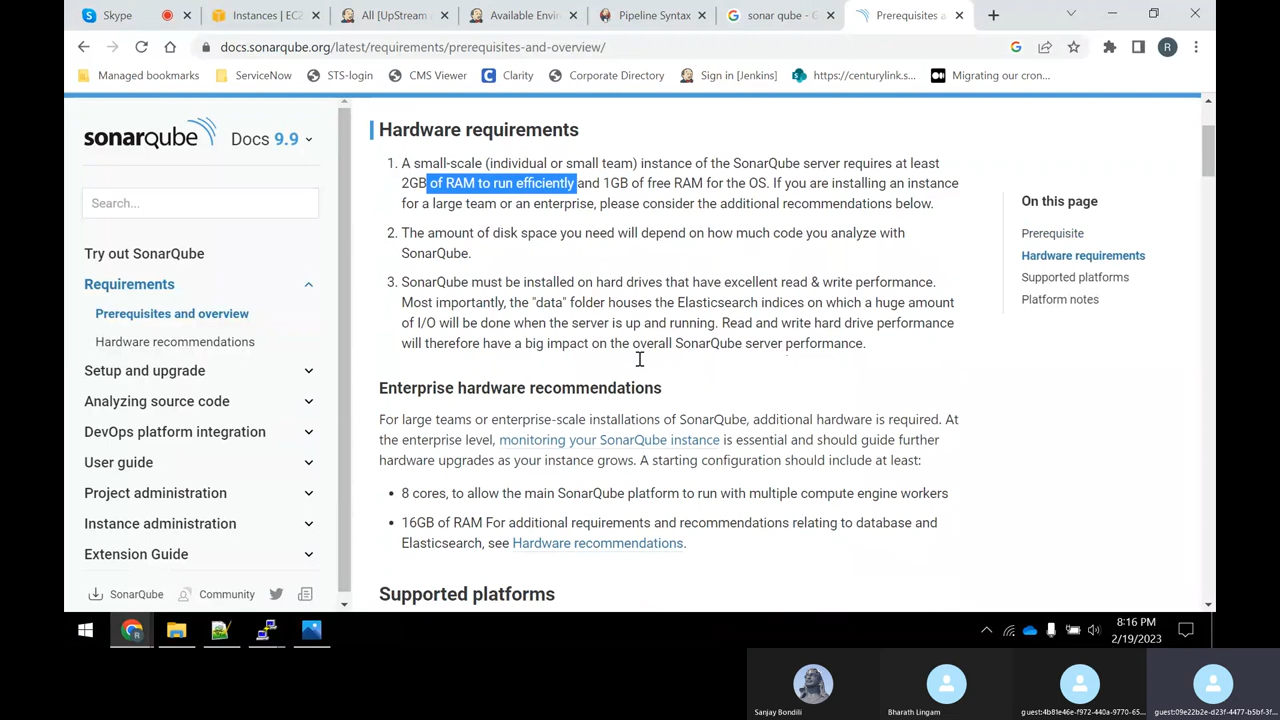 Skype
Instances | EC2
All [UpStream
Available Envir
Pipeline Syntax
sonar qube - G
Prerequisites a
docs.sonarqube.org/latest/requirements/prerequisites-and-overview/
R
Managed bookmarks
ServiceNow
STS-login
CMS Viewer
Clarity
Corporate Directory
Sign in [Jenkins]
https://centurylink.s...
Migrating our cron...
sonarqube
Docs 9.9
Search...
Try out SonarQube
Requirements
Prerequisites and overview
Hardware recommendations
Setup and upgrade
Analyzing source code
DevOps platform integration
User guide
Project administration
Instance administration
Extension Guide
SonarQube
Community
Hardware requirements
1. A small-scale (individual or small team) instance of the SonarQube server requires at least
2GB of RAM to run efficiently and 1GB of free RAM for the OS. If you are installing an instance
for a large team or an enterprise, please consider the additional recommendations below.
2. The amount of disk space you need will depend on how much code you analyze with
SonarQube.
3. SonarQube must be installed on hard drives that have excellent read & write performance.
Most importantly, the "data" folder houses the Elasticsearch indices on which a huge amount
of I/O will be done when the server is up and running. Read and write hard drive performance
will therefore have a big impact on the overall SonarQube server performance.
Enterprise hardware recommendations
For large teams or enterprise-scale installations of SonarQube, additional hardware is required. At
the enterprise level, monitoring your SonarQube instance is essential and should guide further
hardware upgrades as your instance grows. A starting configuration should include at least:
• 8 cores, to allow the main SonarQube platform to run with multiple compute engine workers
• 16GB of RAM For additional requirements and recommendations relating to database and
Elasticsearch, see Hardware recommendations.
Supported platforms
On this page
Prerequisite
Hardware requirements
Supported platforms
Platform notes
8:16 PM
2/19/2023
Sanjay Bondili
Bharath Lingam
guest:4b81e46e-f972-440a-9770-65...
guest:09e22b2e-d23f-4477-b5bf-3f...